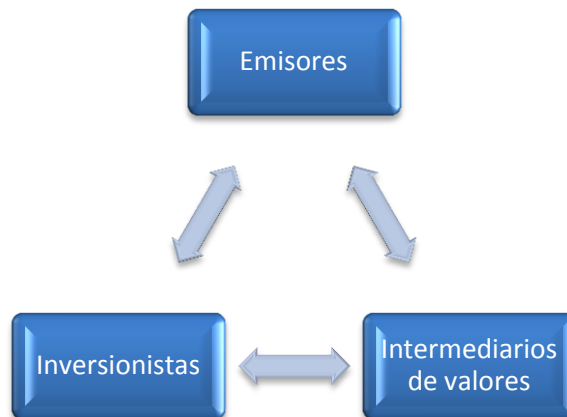 Emisores
Inversionistas
Intermediarios
de valores